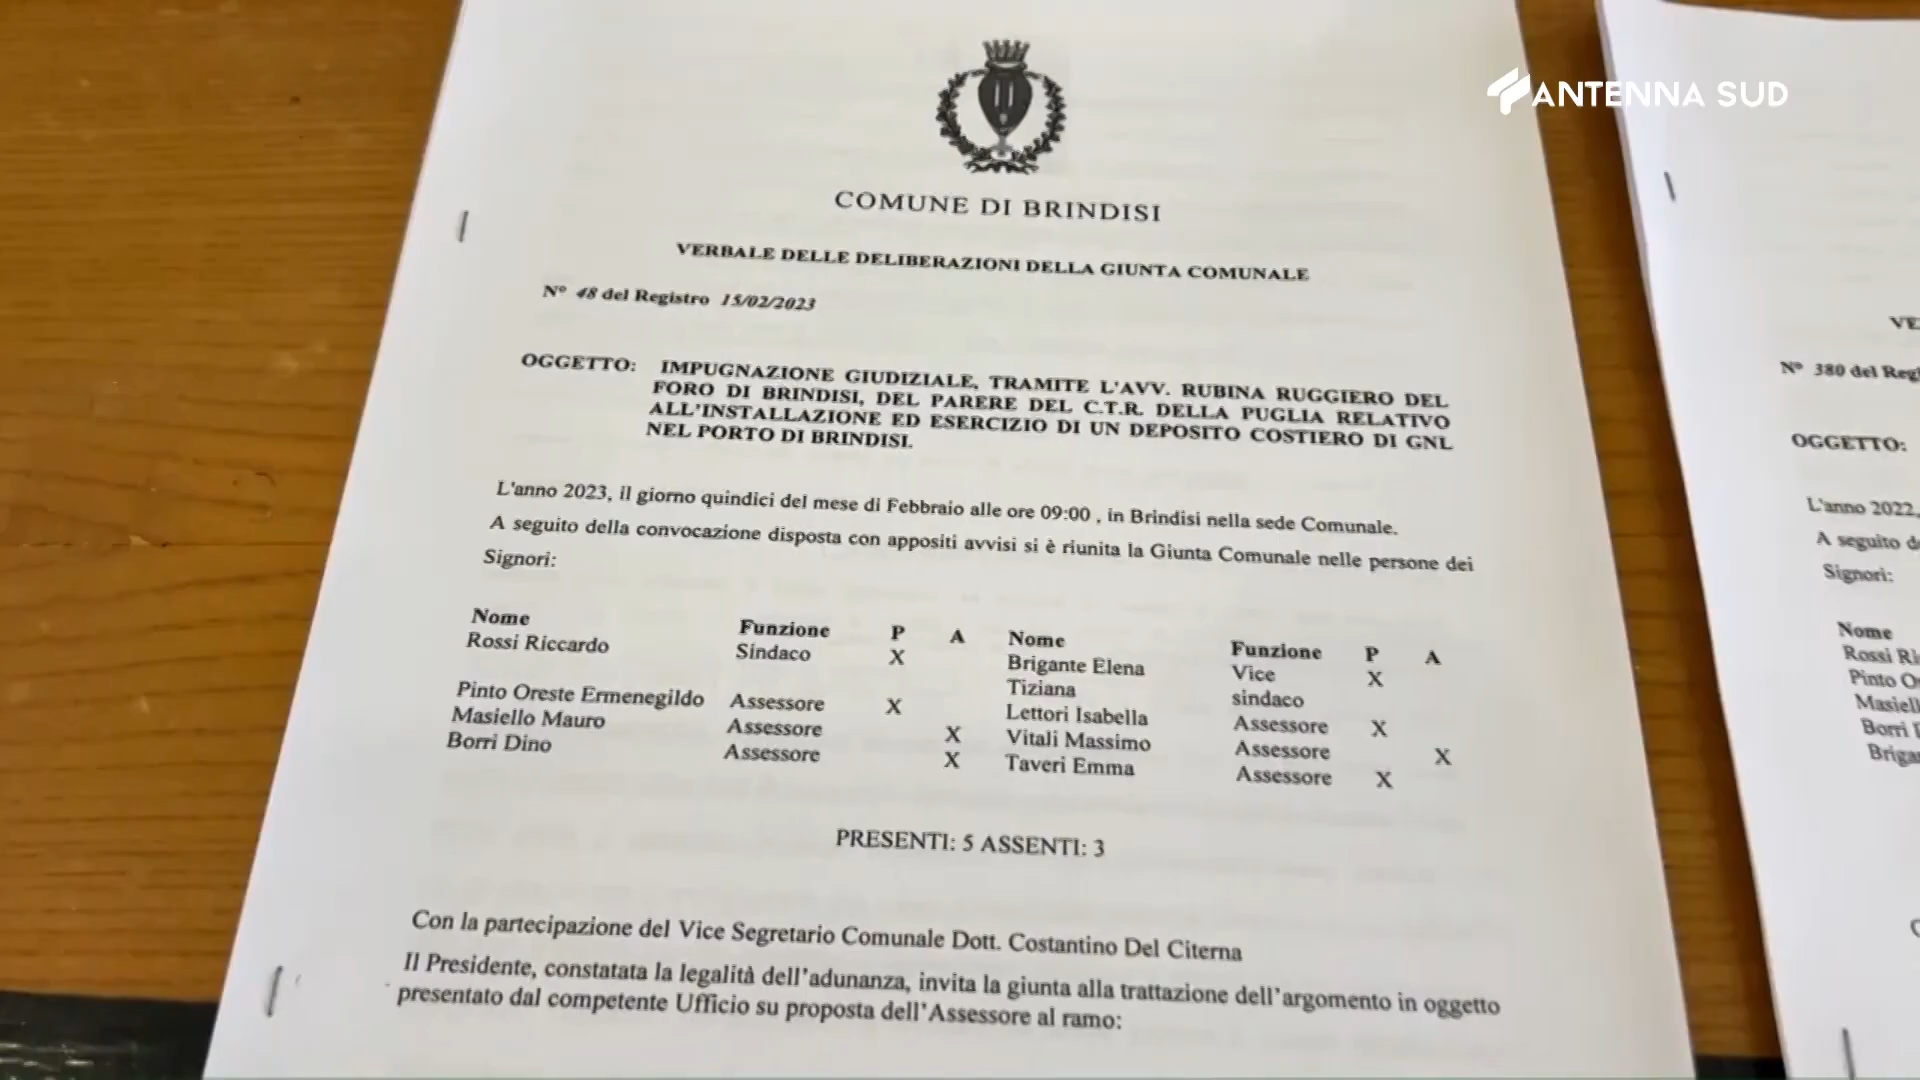 ANTENNA SUD
COMUNE DI BRINDISI
VERBALE DELLE DELIBERAZIONI DELLA GIUNTA COMUNALE
N° 48 del Registro 15/02/2023
OGGETTO: IMPUGNAZIONE GIUDIZIALE, TRAMITE L'AVV. RUBINA RUGGIERO DEL
FORO DI BRINDISI, DEL PARERE DEL C.T.R. DELLA PUGLIA RELATIVO
ALL'INSTALLAZIONE ED ESERCIZIO DI UN DEPOSITO COSTIERO DI GNL
NEL PORTO DI BRINDISI.
L'anno 2023, il giorno quindici del mese di Febbraio alle ore 09:00 , in Brindisi nella sede Comunale.
A seguito della convocazione disposta con appositi avvisi si è riunita la Giunta Comunale nelle persone dei
Signori:
Nome Funzione P A Nome Funzione P A
Rossi Riccardo Sindaco X Brigante Elena Vice X
Tiziana sindaco
Pinto Oreste Ermenegildo Assessore X Lettori Isabella Assessore X
Masiello Mauro Assessore X Vitali Massimo Assessore X
Borri Dino Assessore X Taveri Emma Assessore X
PRESENTI: 5 ASSENTI: 3
Con la partecipazione del Vice Segretario Comunale Dott. Costantino Del Citerna
Il Presidente, constatata la legalità dell'adunanza, invita la giunta alla trattazione dell'argomento in oggetto
presentato dal competente Ufficio su proposta dell'Assessore al ramo:
VE
N° 380 del Reg
OGGETTO:
L'anno 2022,
A seguito d
Signori:
Nome
Rossi Ri
Pinto O
Masiell
Borri
Briga